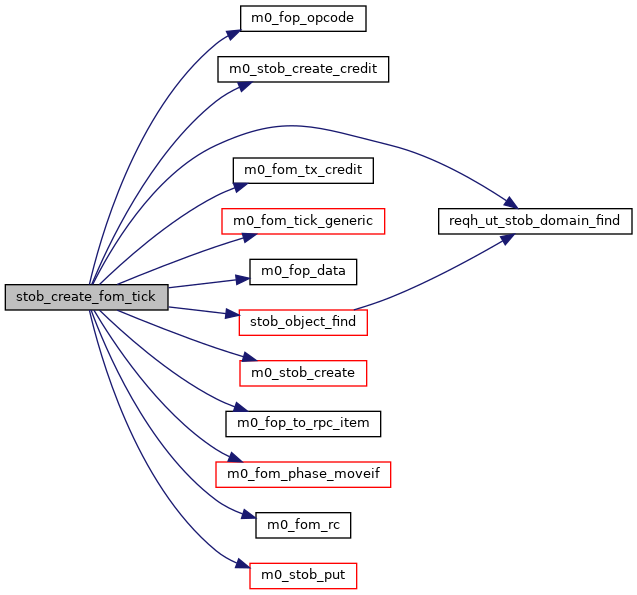 m0_fop_opcode
m0_stob_create_credit
m0_fom_tx_credit
reqh_ut_stob_domain_find
m0_fom_tick_generic
m0_fop_data
stob_create_fom_tick
stob_object_find
m0_stob_create
m0_fop_to_rpc_item
m0_fom_phase_moveif
m0_fom_rc
m0_stob_put